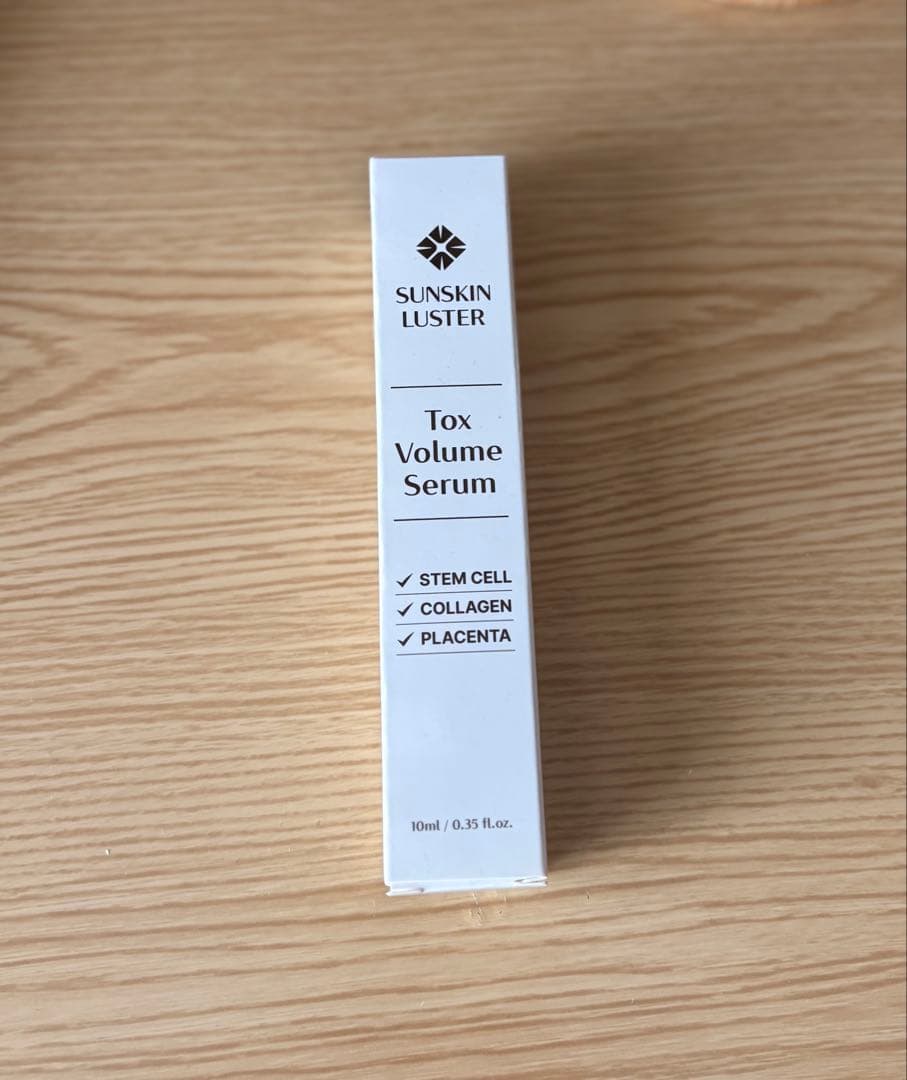 SUNSKIN
LUSTER
Tox
Volume
Serum
✓ STEM CELL
✓ COLLAGEN
✓ PLACENTA
10ml / 0.35 fl.oz.